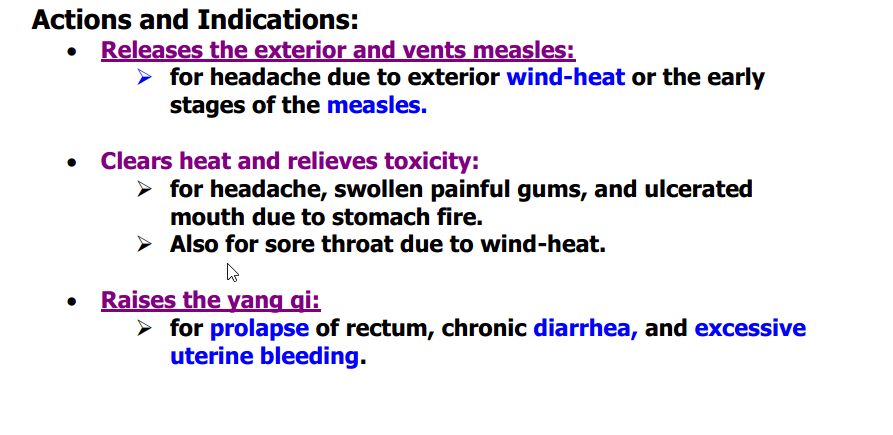 Actions and Indications:
• Releases the exterior and vents measles:
➢ for headache due to exterior wind-heat or the early
stages of the measles.
• Clears heat and relieves toxicity:
➢ for headache, swollen painful gums, and ulcerated
mouth due to stomach fire.
➢ Also for sore throat due to wind-heat.
• Raises the yang qi:
➢ for prolapse of rectum, chronic diarrhea, and excessive
uterine bleeding.